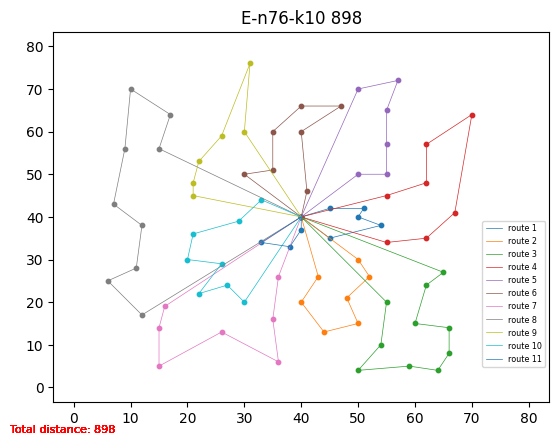 E-n76-k10 898
80
70
60
50
40
30
20
10
0
0 10 20 30 40 50 60 70 80
route 1
route 2
route 3
route 4
route 5
route 6
route 7
route 8
route 9
route 10
route 11
Total distance: 898